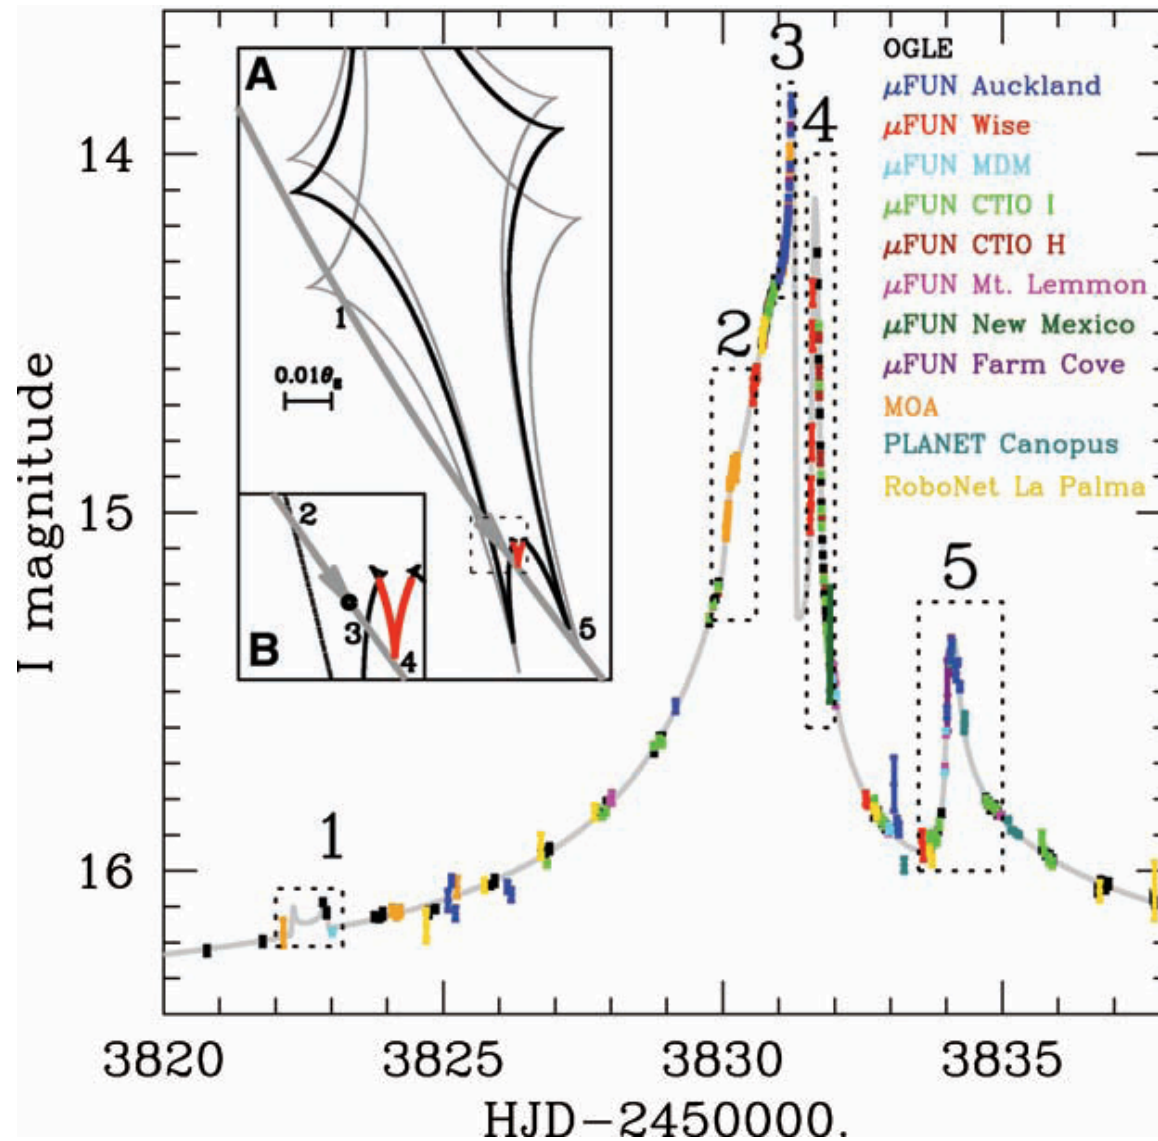 A
1
0.01θE
5
2
3
4
B
1
2
3
4
5
OGLE
μFUN Auckland
μFUN Wise
μFUN MDM
μFUN CTIO I
μFUN CTIO H
μFUN Mt. Lemmon
μFUN New Mexico
μFUN Farm Cove
MOA
PLANET Canopus
RoboNet La Palma
I magnitude
14
15
16
3820
3825
3830
3835
HJD−2450000.